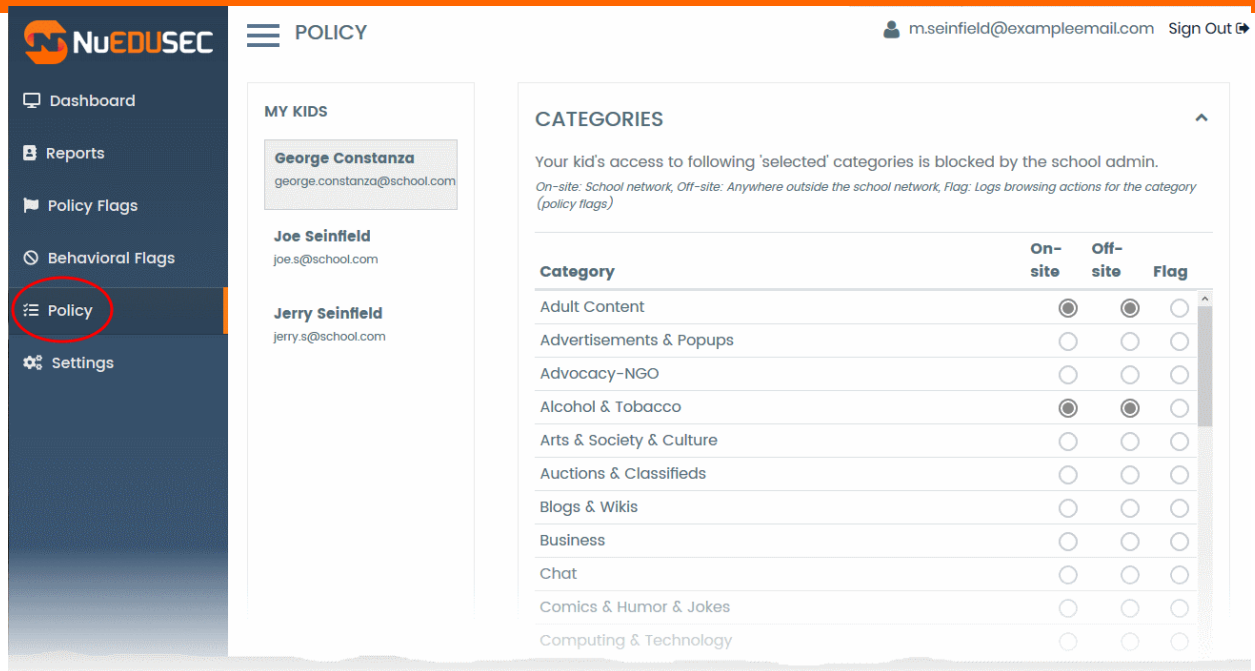 NuEDUSEC
POLICY
m.seinfield@exampleemail.com Sign Out
Dashboard
Reports
Policy Flags
Behavioral Flags
Policy
Settings
MY KIDS
George Constanza
george.constanza@school.com
Joe Seinfield
joe.s@school.com
Jerry Seinfield
jerry.s@school.com
CATEGORIES
Your kid's access to following 'selected' categories is blocked by the school admin.
On-site: School network, Off-site: Anywhere outside the school network, Flag: Logs browsing actions for the category
(policy flags)
Category On-site Off-site Flag
Adult Content
Advertisements & Popups
Advocacy-NGO
Alcohol & Tobacco
Arts & Society & Culture
Auctions & Classifieds
Blogs & Wikis
Business
Chat
Comics & Humor & Jokes
Computing & Technology